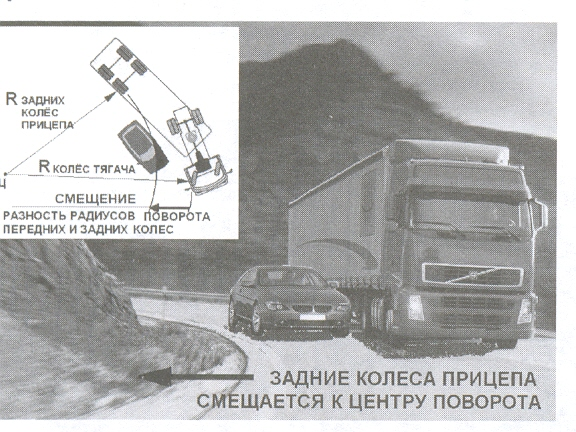 R ЗАДНИХ
КОЛЁС
ПРИЦЕПА
R КОЛЁС ТЯГАЧА
Ц
СМЕЩЕНИЕ
РАЗНОСТЬ РАДИУСОВ ПОВОРОТА
ПЕРЕДНИХ И ЗАДНИХ КОЛЕС
ЗАДНИЕ КОЛЕСА ПРИЦЕПА
СМЕЩАЕТСЯ К ЦЕНТРУ ПОВОРОТА